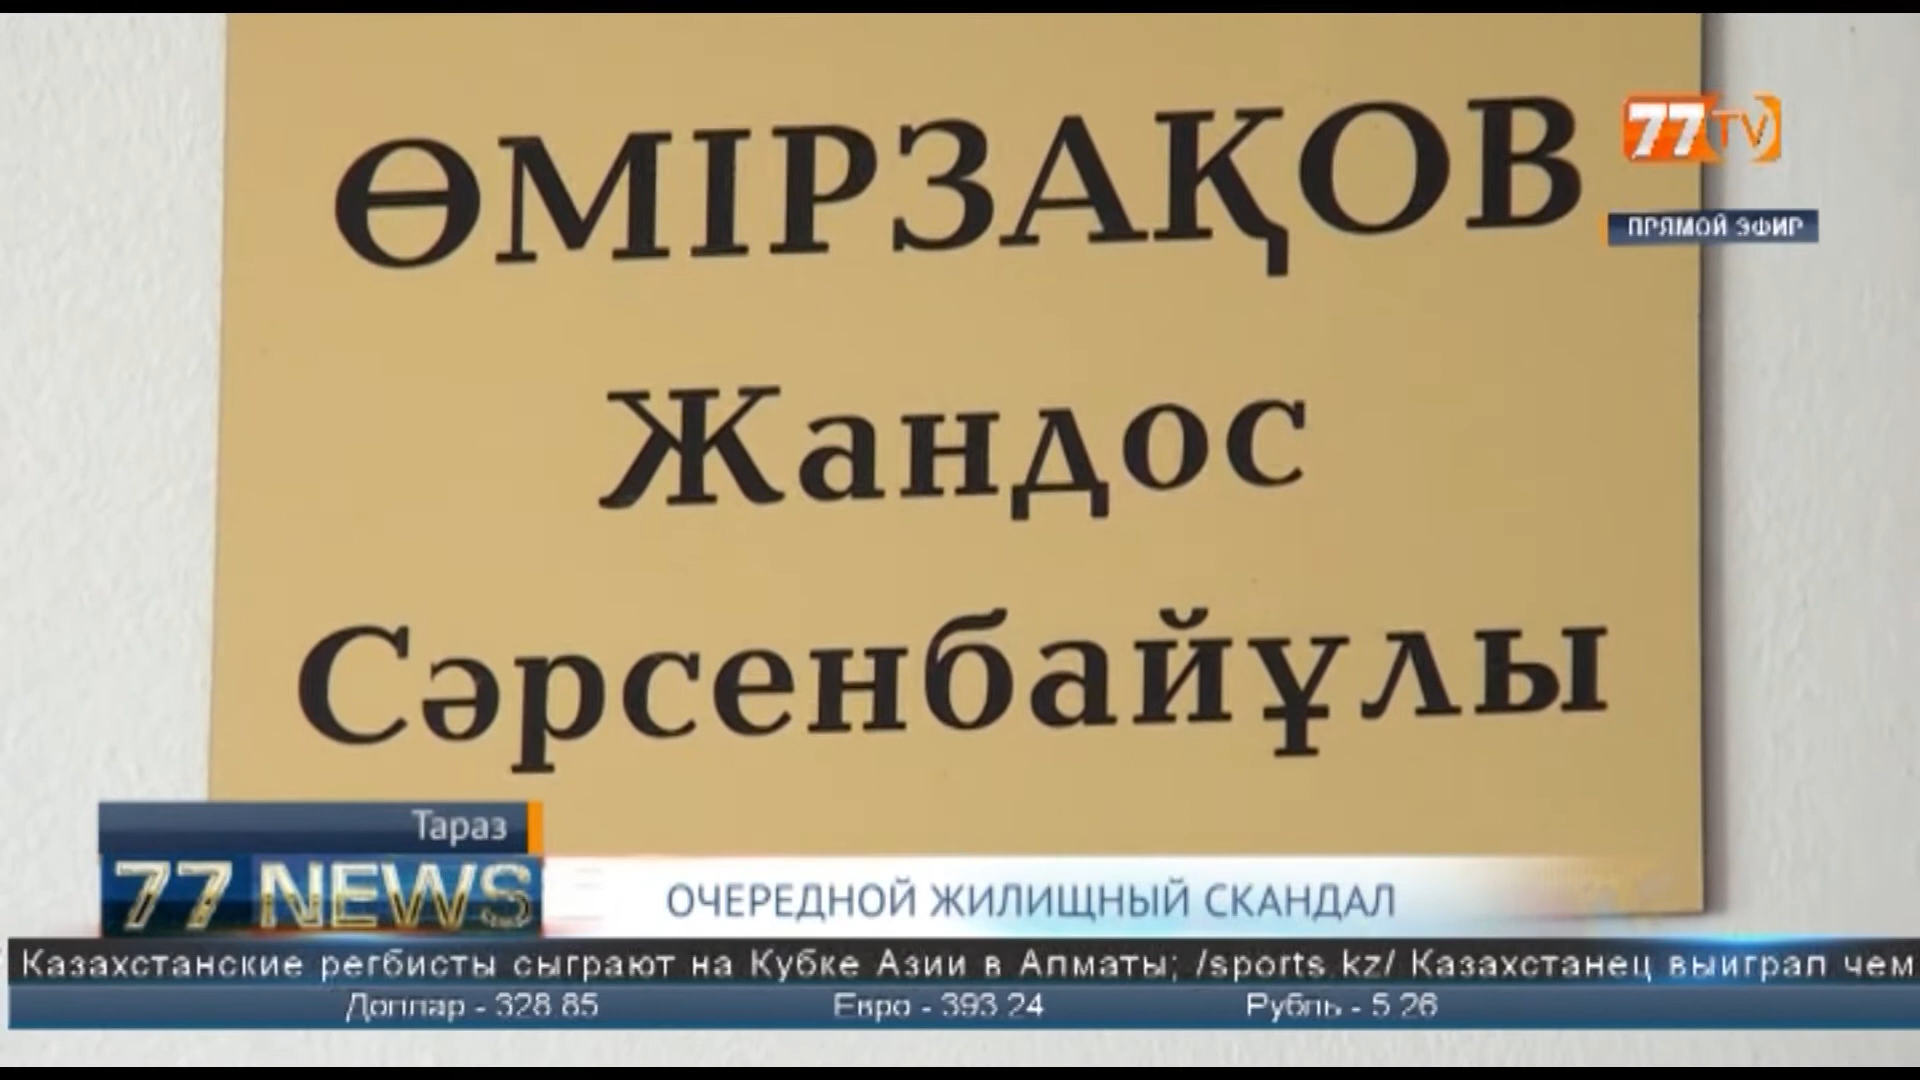 ӨМІРЗАҚОВ
77TV
ПРЯМОЙ ЭФИР
Жандос
Сәрсенбайұлы
Тараз
77 NEWS
ОЧЕРЕДНОЙ ЖИЛИЩНЫЙ СКАНДАЛ
Казахстанские регбисты сыграют на Кубке Азии в Алматы; /sports.kz/ Казахстанец выиграл чем
Доллар - 328.85 Евро - 393.24 Рубль - 5.26